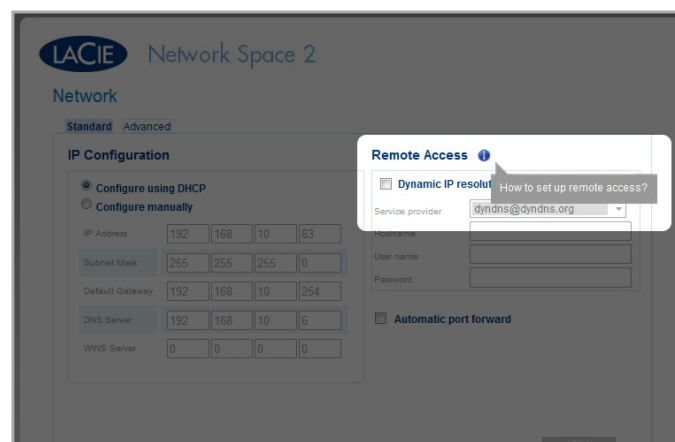 LACIE Network Space 2
Network
Standard Advanced
IP Configuration
Configure using DHCP
Configure manually
IP Address 192 168 10 63
Subnet Mask 255 255 255 0
Default Gateway 192 168 10 254
DNS Server 192 168 10 6
WINS Server 0 0 0 0
Remote Access i
Dynamic IP resolut
How to set up remote access?
Service provider dyndns@dyndns.org
Hostname
User name
Password
Automatic port forward